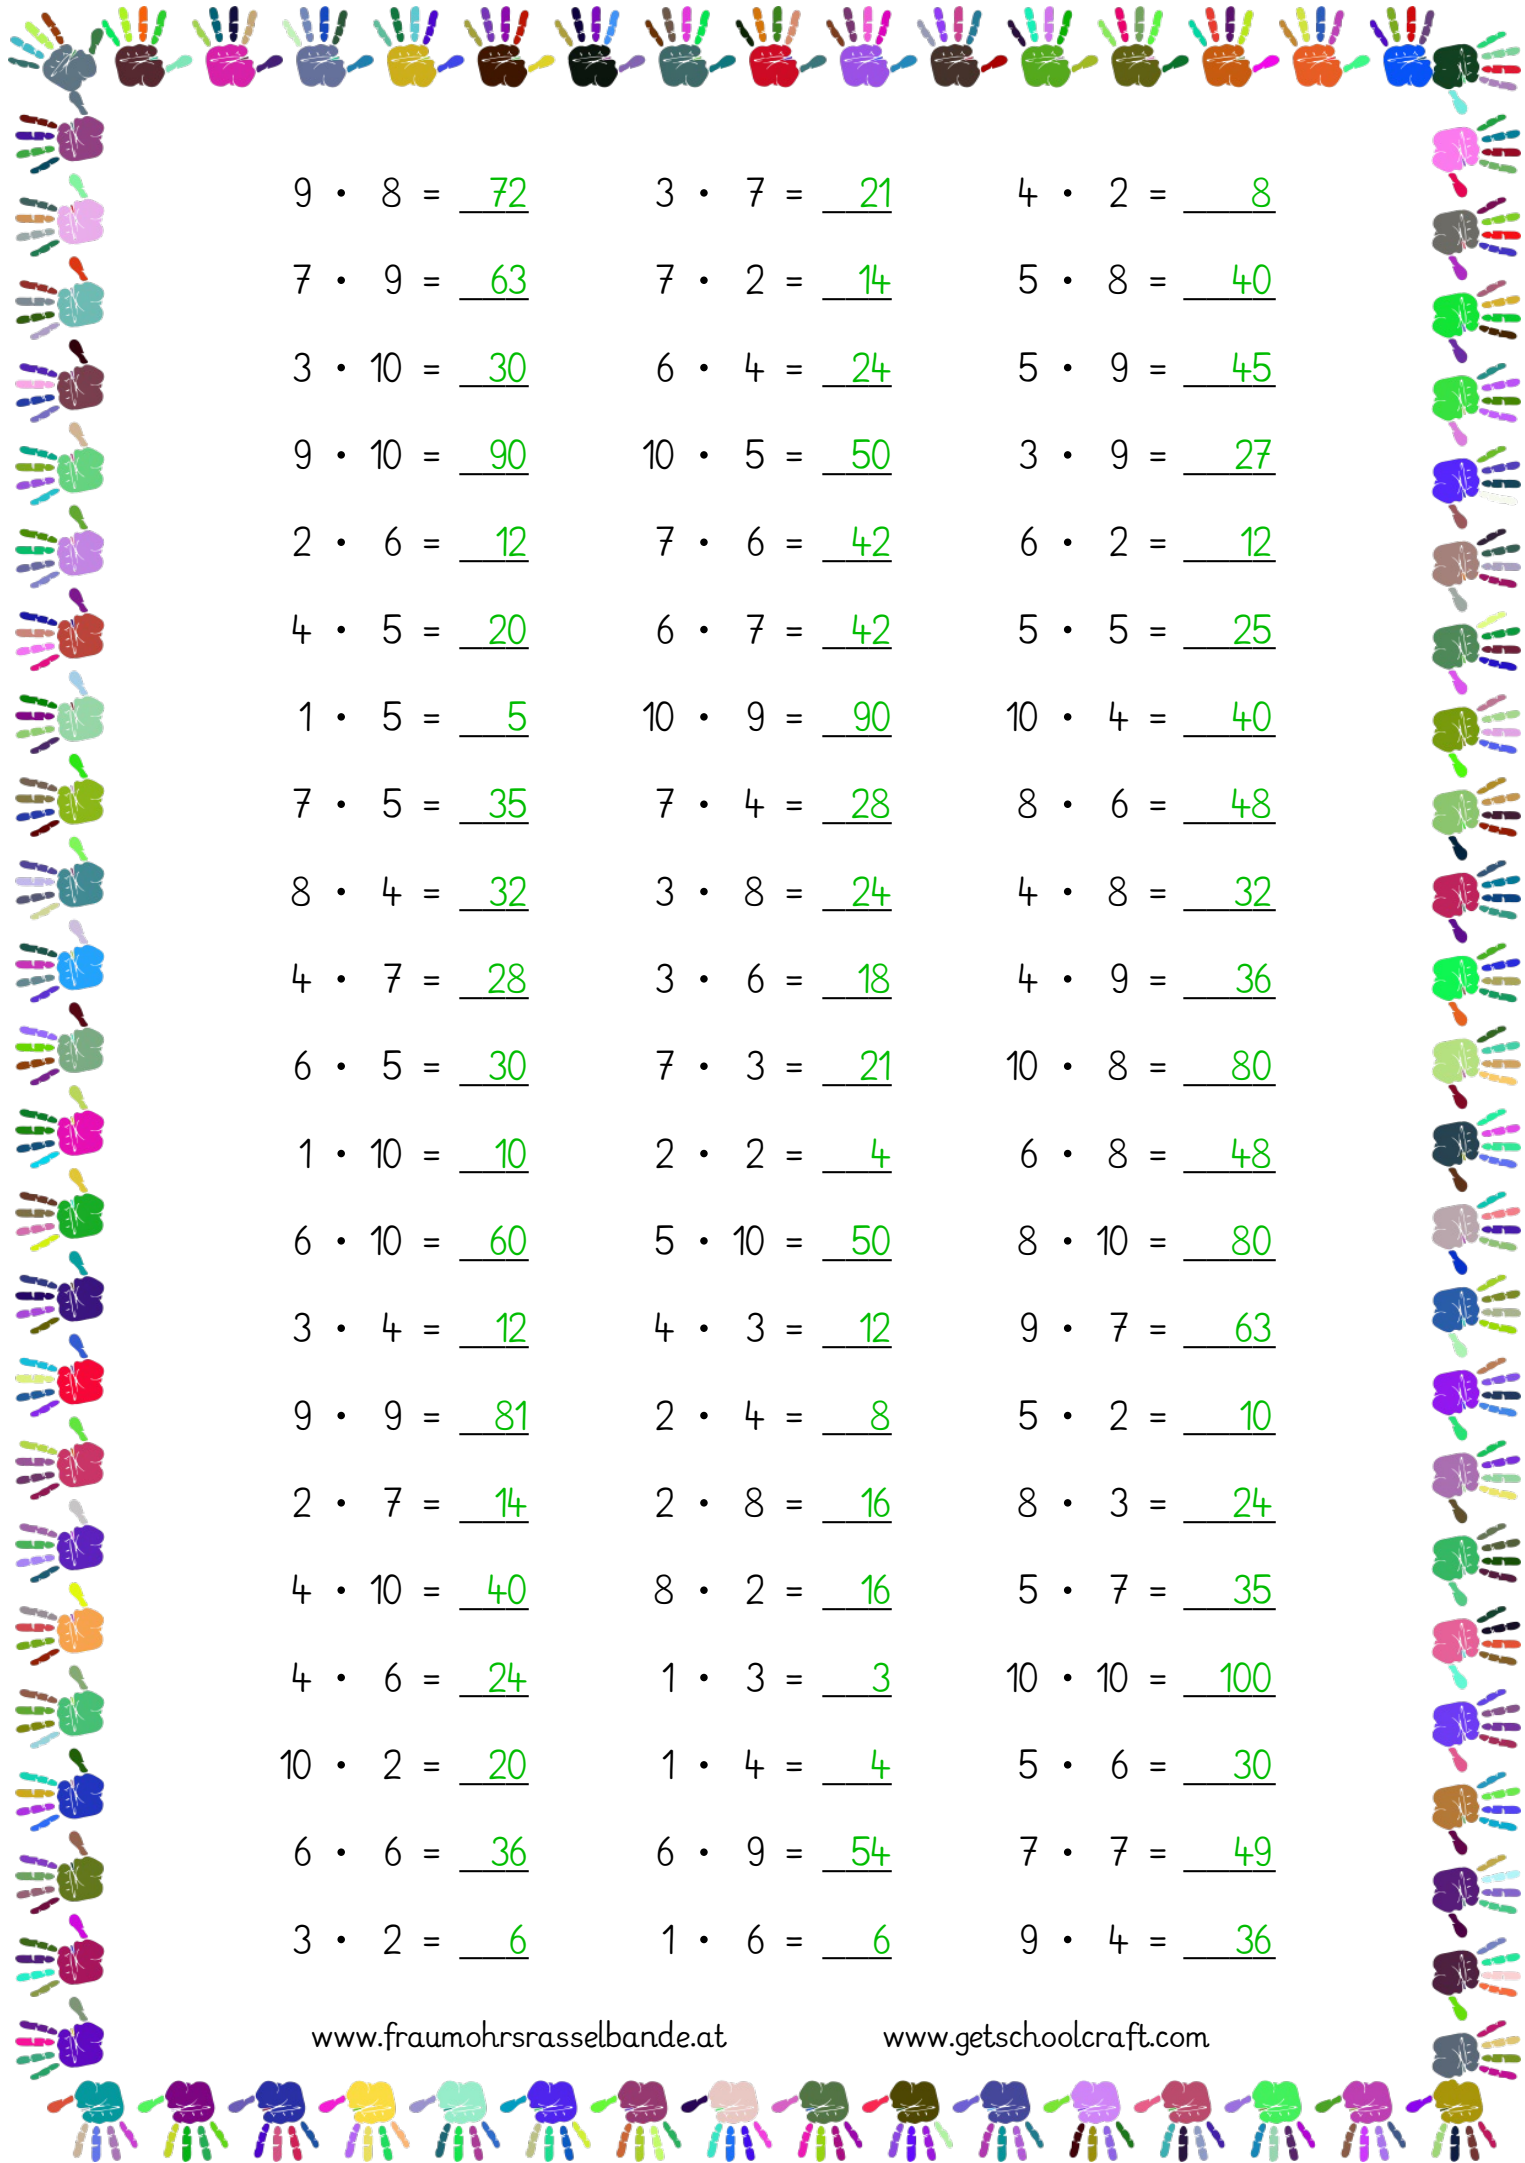 9 • 8 = 72 3 • 7 = 21 4 • 2 = 8
7 • 9 = 63 7 • 2 = 14 5 • 8 = 40
3 • 10 = 30 6 • 4 = 24 5 • 9 = 45
9 • 10 = 90 10 • 5 = 50 3 • 9 = 27
2 • 6 = 12 7 • 6 = 42 6 • 2 = 12
4 • 5 = 20 6 • 7 = 42 5 • 5 = 25
1 • 5 = 5 10 • 9 = 90 10 • 4 = 40
7 • 5 = 35 7 • 4 = 28 8 • 6 = 48
8 • 4 = 32 3 • 8 = 24 4 • 8 = 32
4 • 7 = 28 3 • 6 = 18 4 • 9 = 36
6 • 5 = 30 7 • 3 = 21 10 • 8 = 80
1 • 10 = 10 2 • 2 = 4 6 • 8 = 48
6 • 10 = 60 5 • 10 = 50 8 • 10 = 80
3 • 4 = 12 4 • 3 = 12 9 • 7 = 63
9 • 9 = 81 2 • 4 = 8 5 • 2 = 10
2 • 7 = 14 2 • 8 = 16 8 • 3 = 24
4 • 10 = 40 8 • 2 = 16 5 • 7 = 35
4 • 6 = 24 1 • 3 = 3 10 • 10 = 100
10 • 2 = 20 1 • 4 = 4 5 • 6 = 30
6 • 6 = 36 6 • 9 = 54 7 • 7 = 49
3 • 2 = 6 1 • 6 = 6 9 • 4 = 36
www.fraumohrsrasselbande.at www.getschoolcraft.com